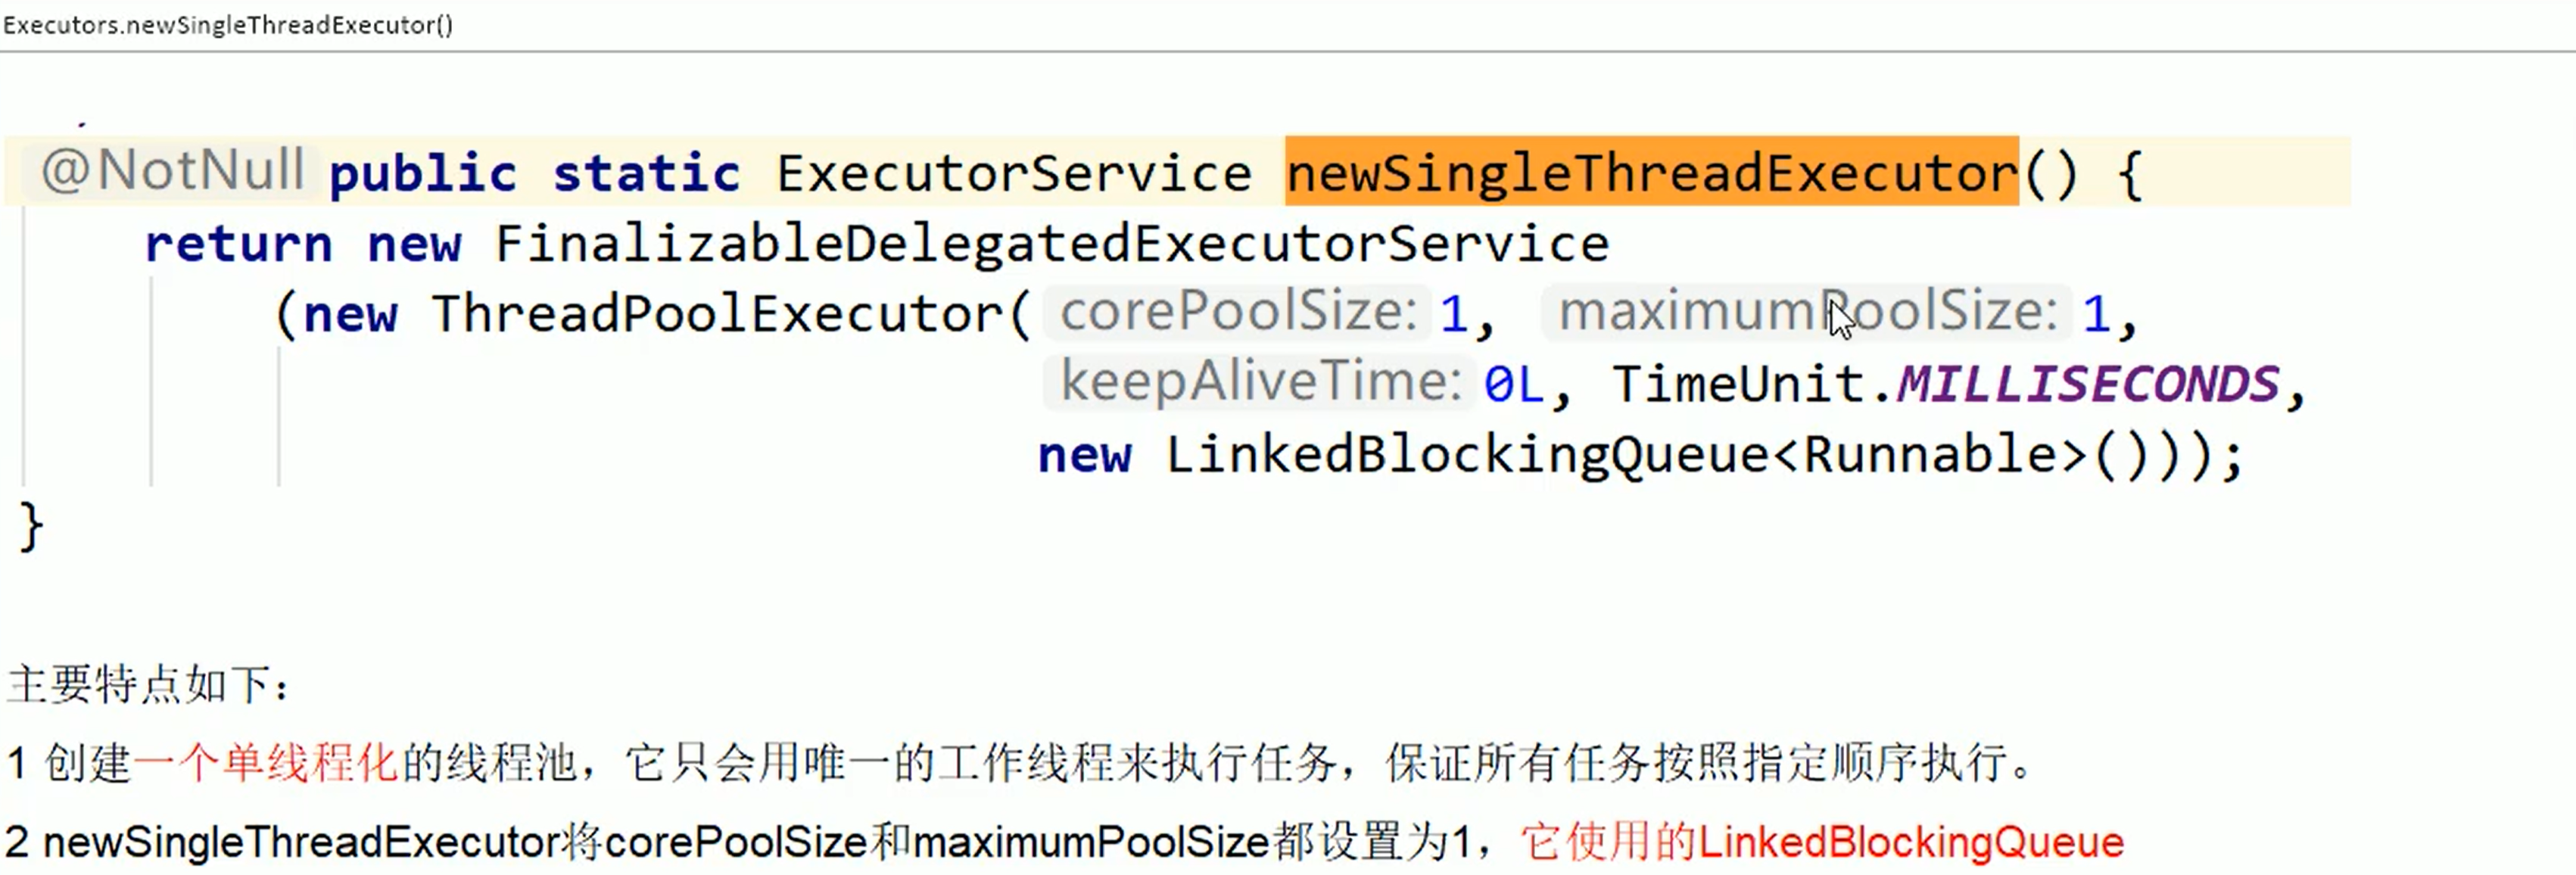 Executors.newSingleThreadExecutor()
@NotNull public static ExecutorService newSingleThreadExecutor() {
return new FinalizableDelegatedExecutorService
(new ThreadPoolExecutor( corePoolSize: 1, maximumPoolSize: 1,
keepAliveTime: 0L, TimeUnit.MILLISECONDS,
new LinkedBlockingQueue<Runnable>()));
}
主要特点如下：
1 创建一个单线程化的线程池，它只会用唯一的工作线程来执行任务，保证所有任务按照指定顺序执行。
2 newSingleThreadExecutor将corePoolSize和maximumPoolSize都设置为1，它使用的LinkedBlockingQueue